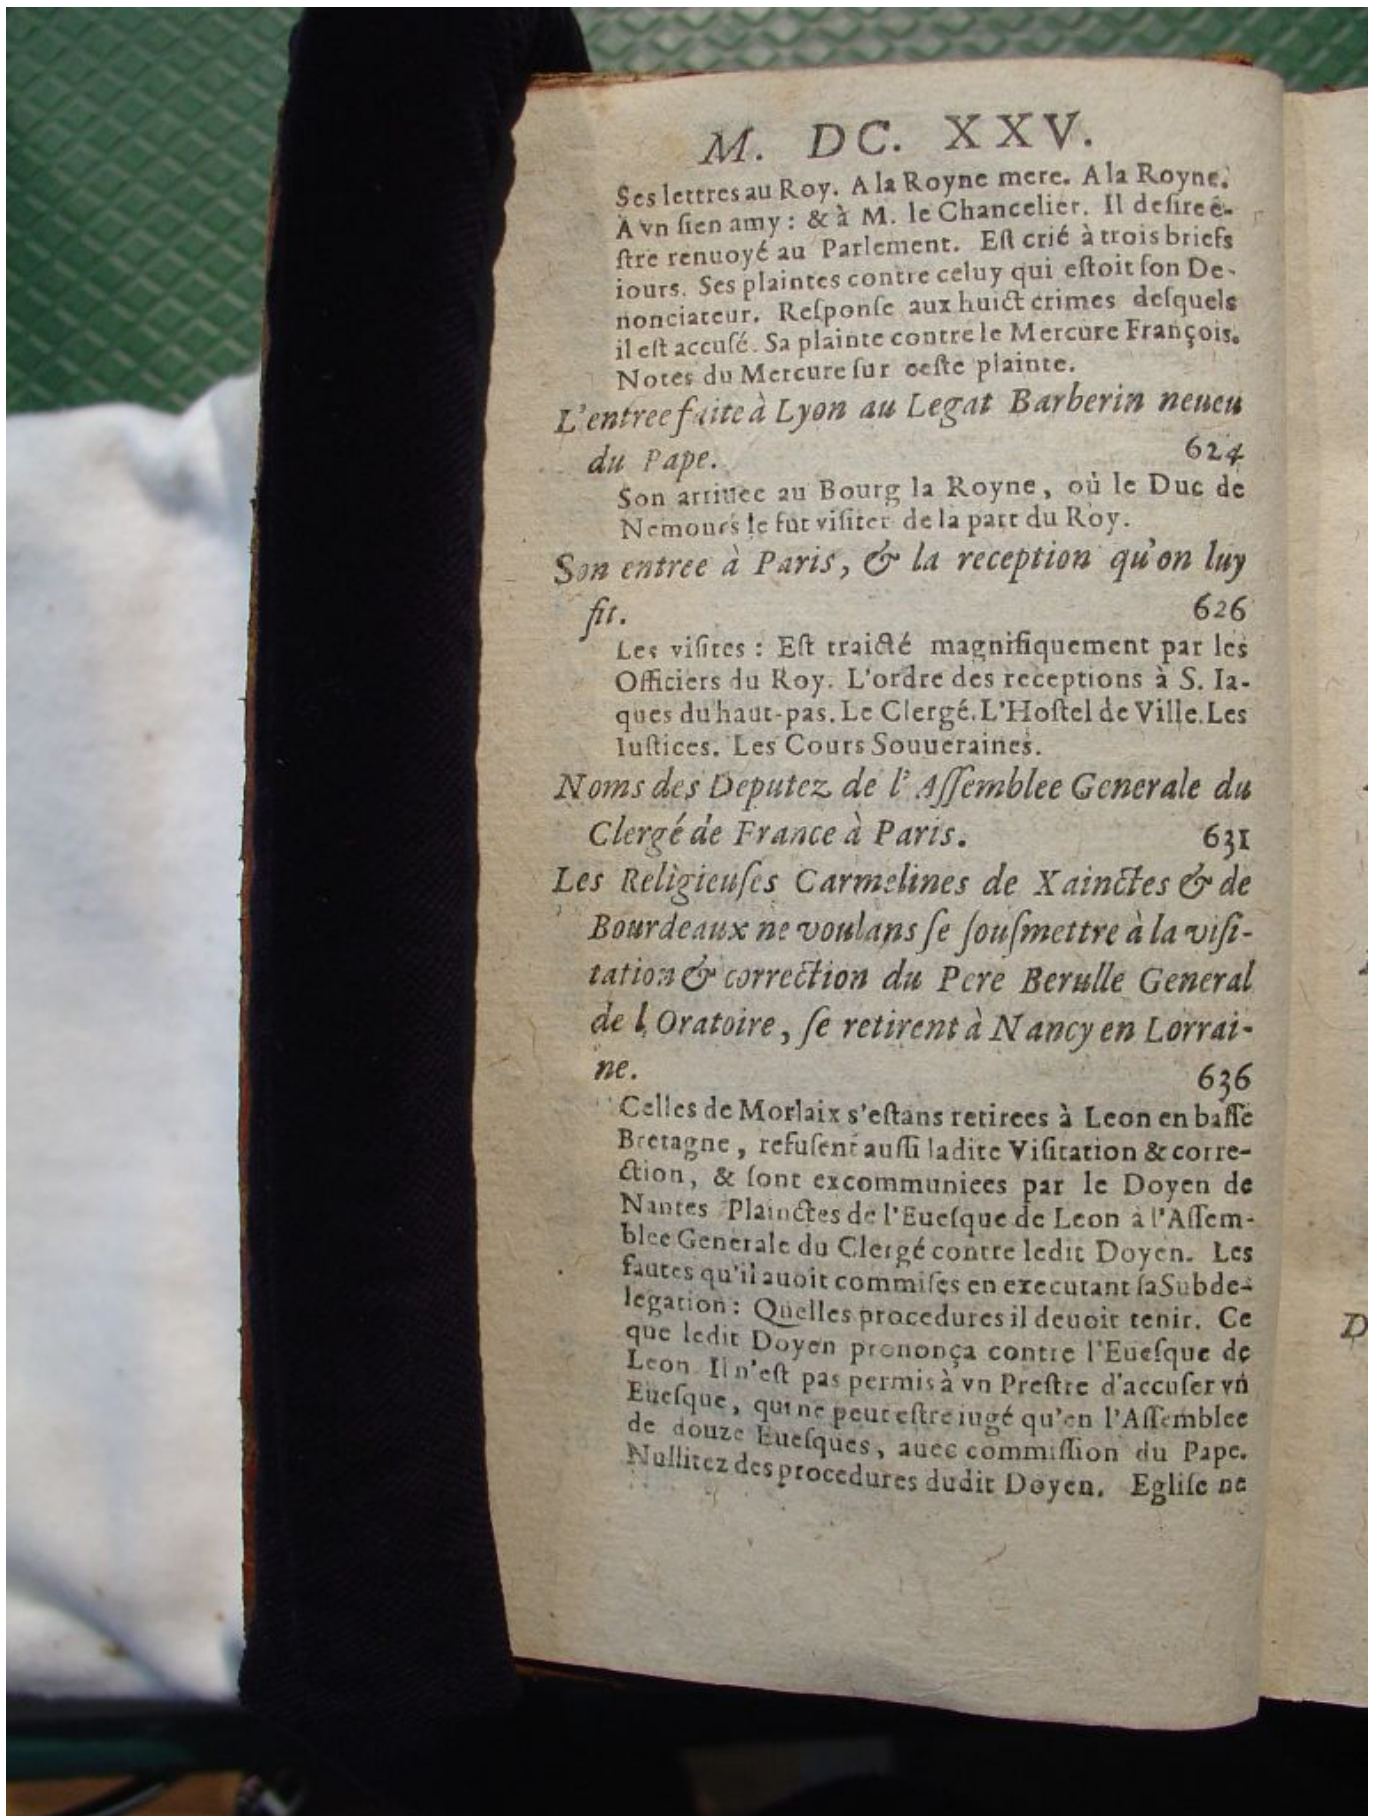 M. DC. XXV.
Ses lettres au Roy. A la Royne mere. A la Royne.
A vn ſien amy : & à M. le Chancelier. Il deſire e-
ſtre renuoyé au Parlement. Eſt crié à trois briefs
iours. Ses plaintes contre celuy qui eſtoit ſon De-
nonciateur. Reſponſe aux huict crimes deſquels
il eſt accuſé. Sa plainte contre le Mercure François.
Notes du Mercure ſur ceſte plainte.
L'entree faite à Lyon au Legat Barberin neueu
du Pape. 624
Son arriuee au Bourg la Royne, où le Duc de
Nemours le fut viſiter de la part du Roy.
Son entree à Paris, & la reception qu'on luy
fit. 626
Les viſites : Eſt traicté magnifiquement par les
Officiers du Roy. L'ordre des receptions à S. Ia-
ques du haut-pas. Le Clergé. L'Hoſtel de Ville. Les
Iuſtices. Les Cours Souueraines.
Noms des Deputez de l'Aſſemblee Generale du
Clergé de France à Paris. 631
Les Religieuſes Carmelines de Xainctes & de
Bourdeaux ne voulans ſe ſouſmettre à la viſi-
tation & correction du Pere Berulle General
de l'Oratoire, ſe retirent à Nancy en Lorrai-
ne. 636
Celles de Morlaix s'eſtans retirees à Leon en baſſe
Bretagne, refuſent auſſi ladite Viſitation & corre-
ction, & ſont excommuniees par le Doyen de
Nantes Plainctes de l'Eueſque de Leon à l'Aſſem-
blee Generale du Clergé contre ledit Doyen. Les
fautes qu'il auoit commiſes en executant ſa Subde-
legation : Quelles procedures il deuoit tenir. Ce
que ledit Doyen prononça contre l'Eueſque de
Leon. Il n'eſt pas permis à vn Preſtre d'accuſer vn
Eueſque, qui ne peut eſtre iugé qu'en l'Aſſemblee
de douze Eueſques, auec commiſſion du Pape.
Nullitez des procedures dudit Doyen. Egliſe ne
D